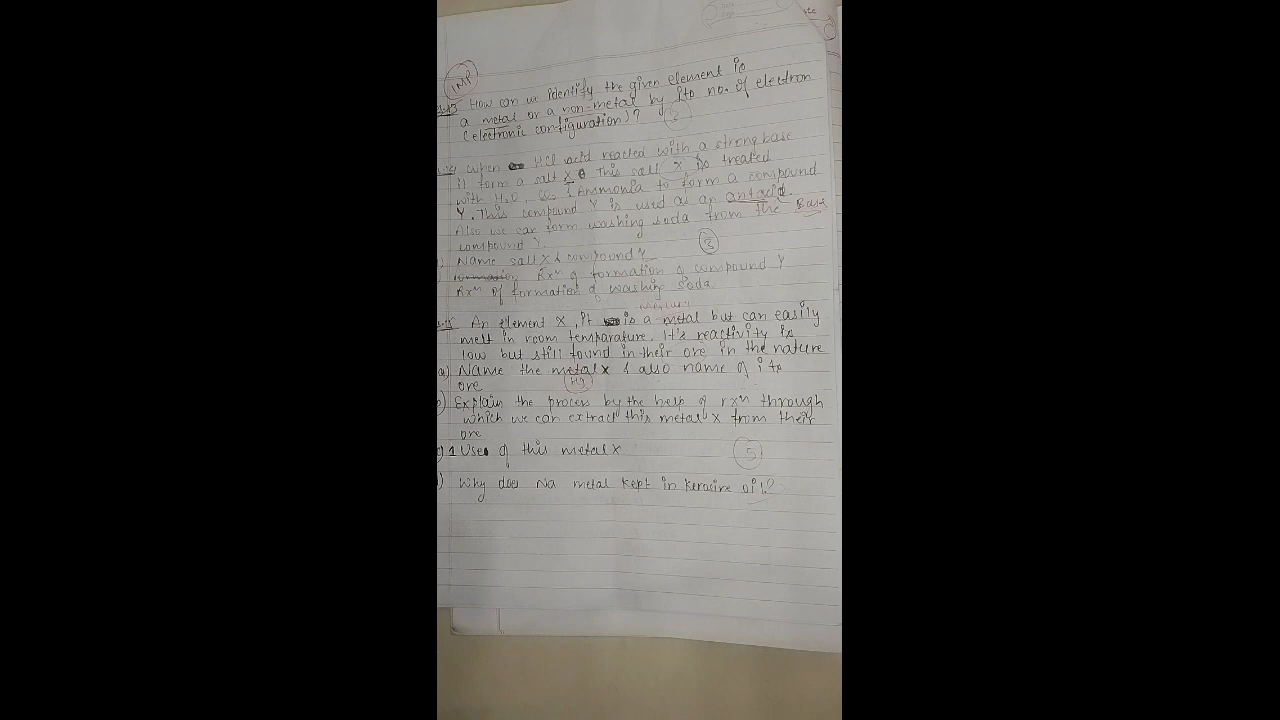 IMP
How can we identify the given element is
a metal or a non-metal by its no. of electron
(electronic configuration)? 2
When HCl acid reacted with a strong base
it form a salt X. This salt X is treated
with H2O, & Ammonia to form a compound
Y. This compound Y is used as an antacid.
Also we can form washing soda from the Base
compound Y.
Name salt X & compound Y 3
Rxn of formation of compound Y
Rxn of formation of washing soda
An element X, it is a metal but can easily
melt in room temparature. It's reactivity is
low but still found in their ore in the nature
a) Name the metal X & also name of its
ore Hg
b) Explain the process by the help of rxn through
which we can extract this metal X from their
ore
1 Use of this metal X 5
Why does Na metal kept in kerocine oil?